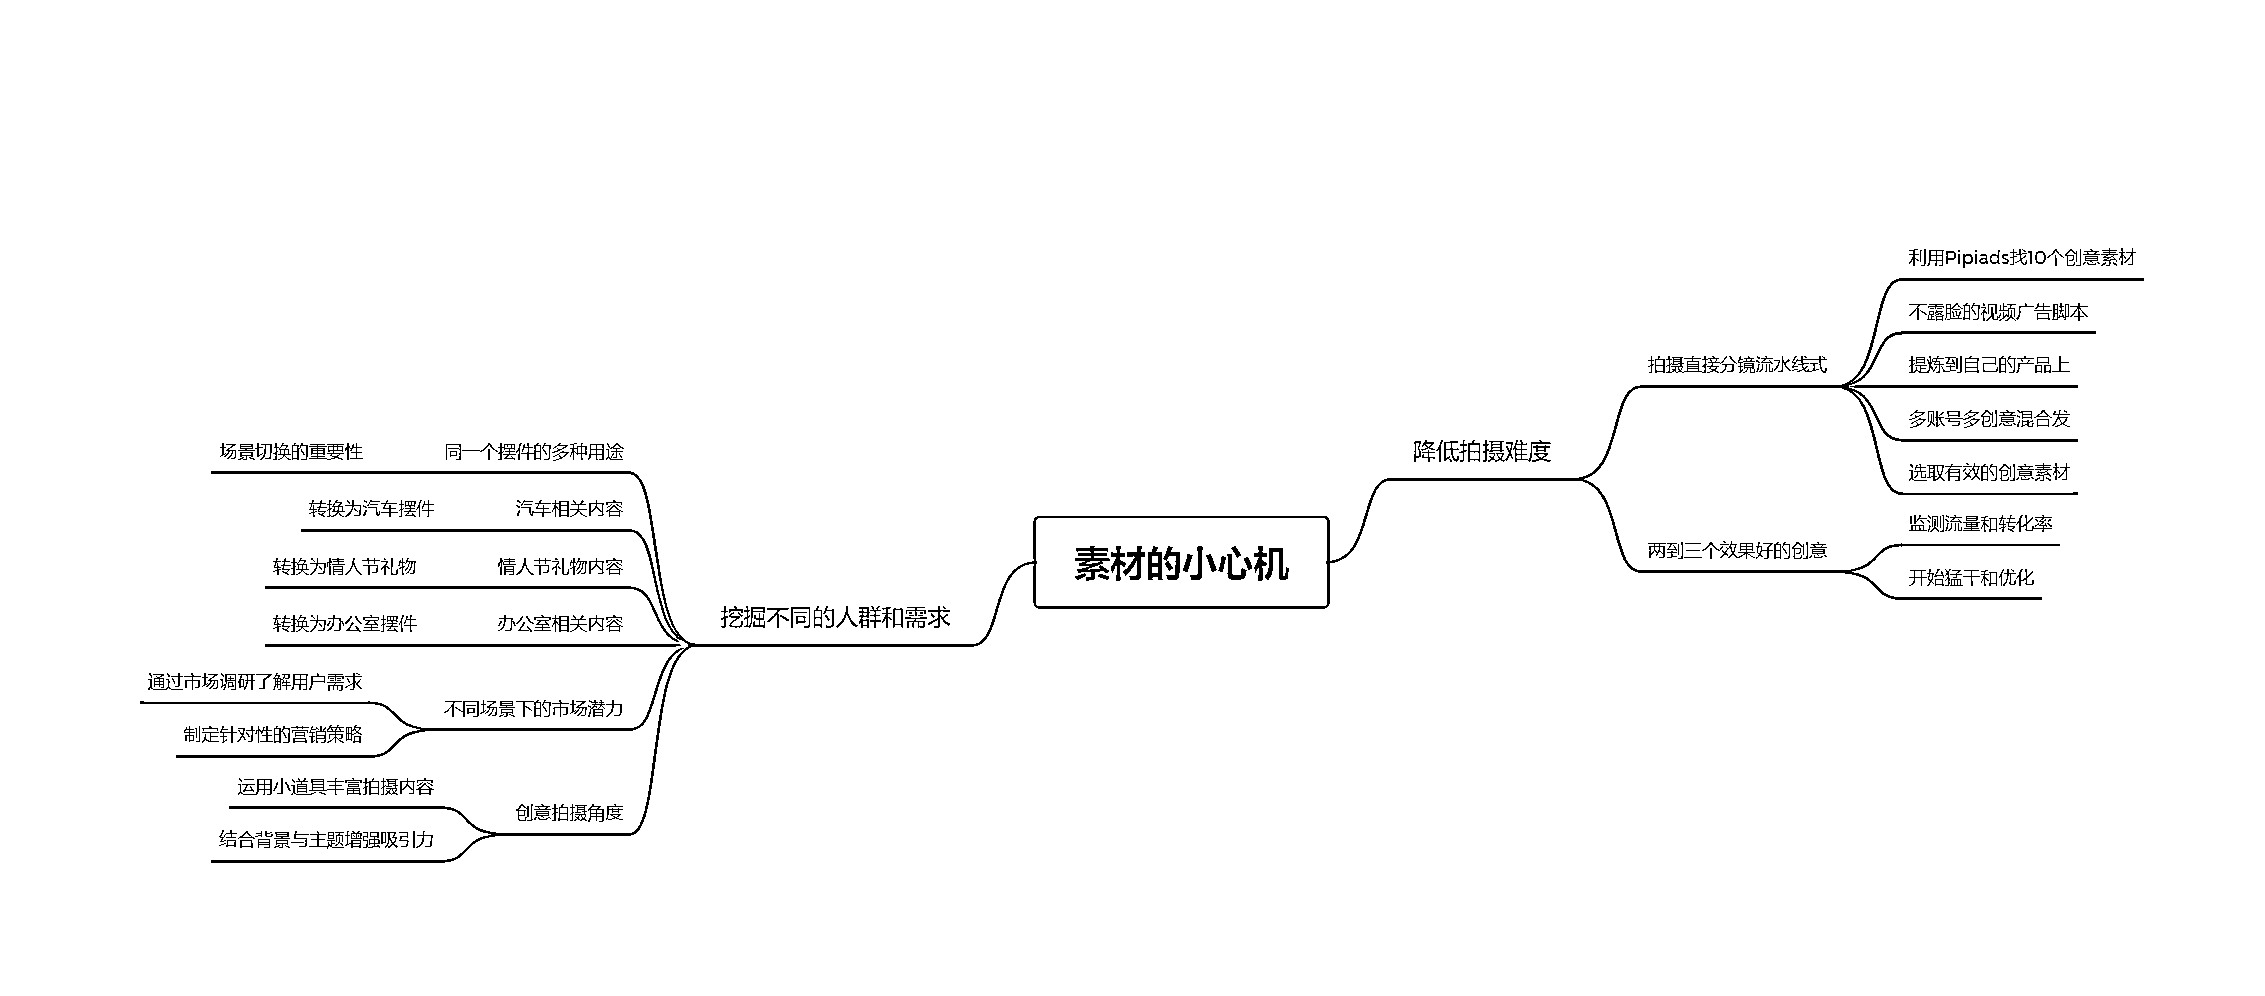 素材的小心机
降低拍摄难度
拍摄直接分镜流水线式
利用Pipiads找10个创意素材
不露脸的视频广告脚本
提炼到自己的产品上
多账号多创意混合发
选取有效的创意素材
两到三个效果好的创意
监测流量和转化率
开始猛干和优化
挖掘不同的人群和需求
同一个摆件的多种用途
场景切换的重要性
汽车相关内容
转换为汽车摆件
情人节礼物内容
转换为情人节礼物
办公室相关内容
转换为办公室摆件
不同场景下的市场潜力
通过市场调研了解用户需求
制定针对性的营销策略
创意拍摄角度
运用小道具丰富拍摄内容
结合背景与主题增强吸引力